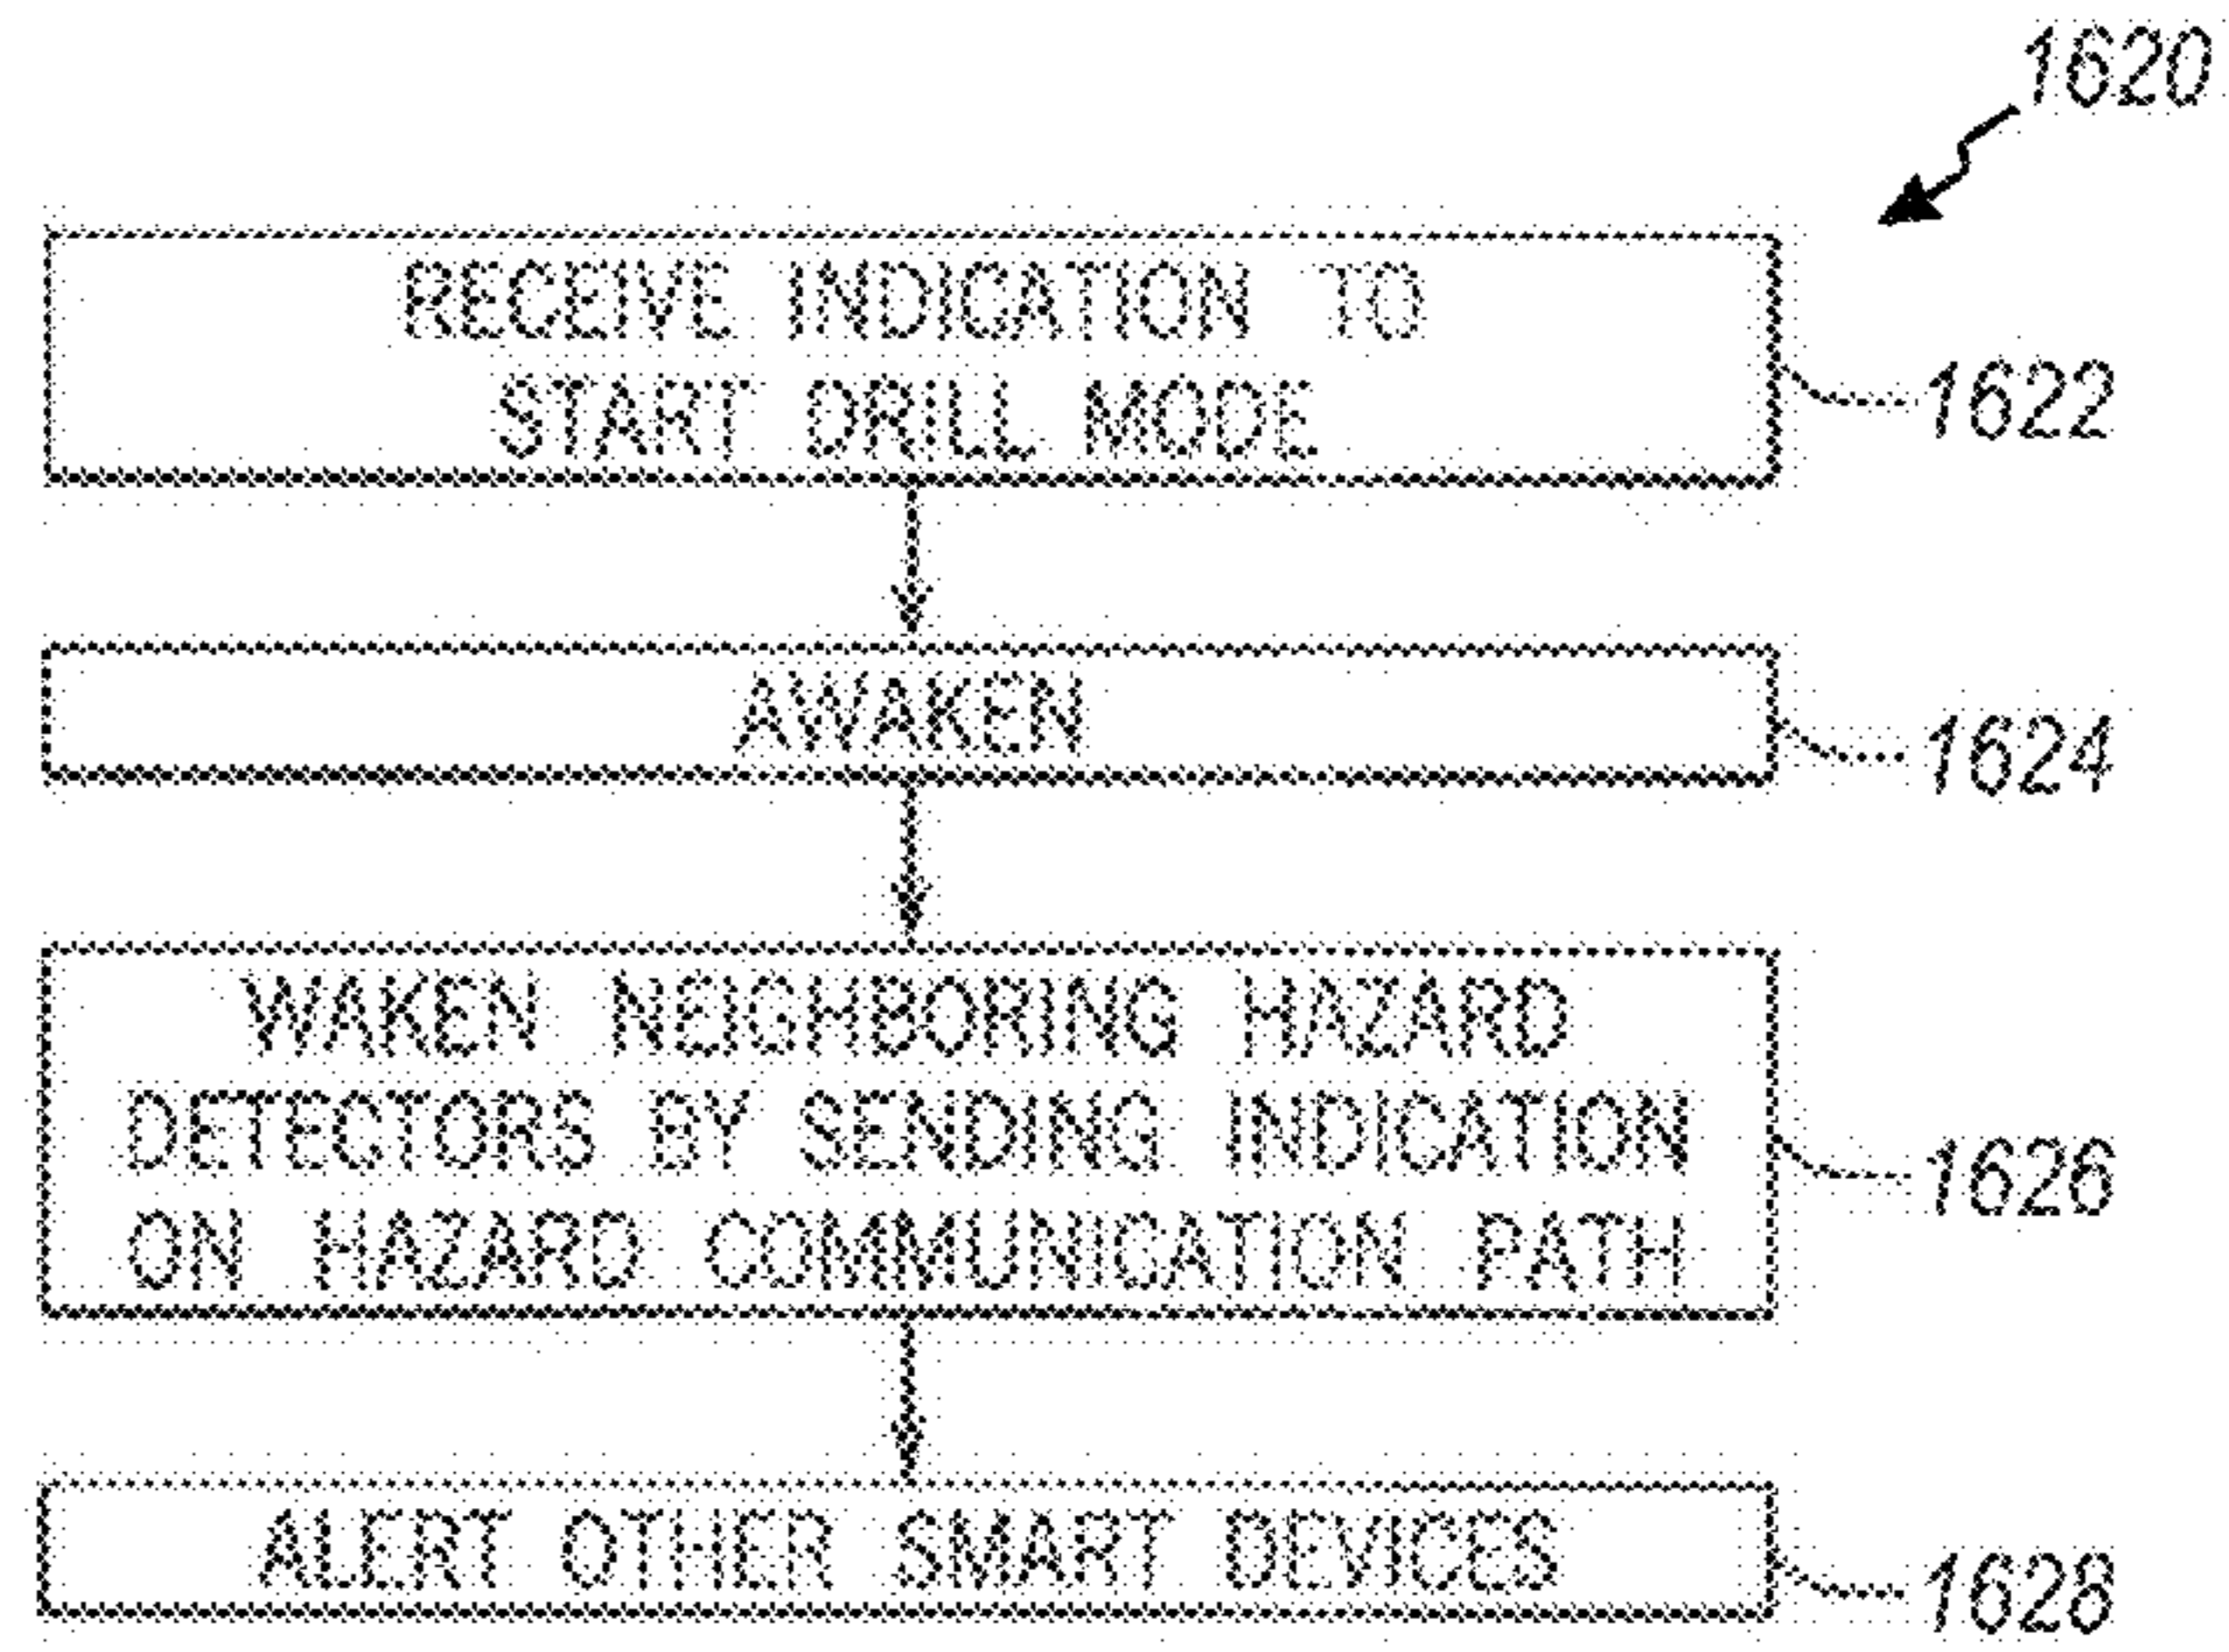 1620
RECEIVE INDICATION TO
START DRILL MODE
1622
AWAKEN
1624
WAKEN NEIGHBORING HAZARD
DETECTORS BY SENDING INDICATION
ON HAZARD COMMUNICATION PATH
1626
ALERT OTHER SMART DEVICES
1628